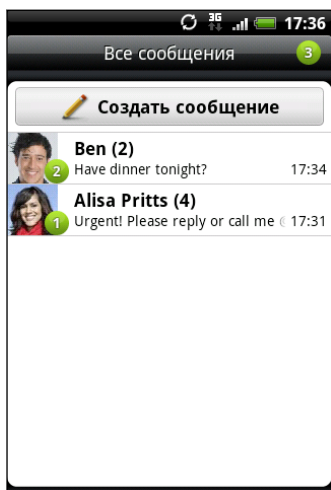 3G 17:36
Все сообщения 3
Создать сообщение
Ben (2)
2 Have dinner tonight? 17:34
Alisa Pritts (4)
1 Urgent! Please reply or call me 17:31